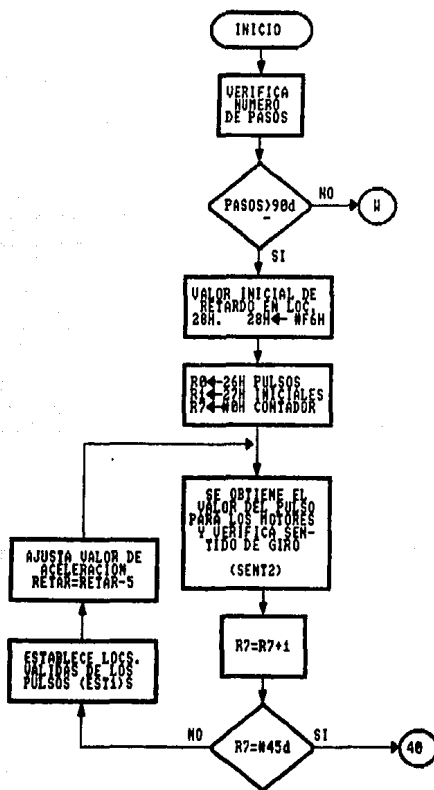 INICIO
VERIFICA
NUMERO
DE PASOS
PASOS>90d
NO
W
SI
VALOR INICIAL DE
RETARDO EN LOC.
28H. 28H← #F6H
R0←26H PULSOS
R1←27H INICIALES
R7←#0H CONTADOR
SE OBTIENE EL
VALOR DEL PULSO
PARA LOS MOTORES
Y VERIFICA SEN-
TIDO DE GIRO
(SENT2)
AJUSTA VALOR DE
ACELERACION
RETAR=RETAR-5
R7=R7+1
ESTABLECE LOCS.
VALIDAS DE LOS
PULSOS (EST1)S
NO
R7=#45d
SI
40